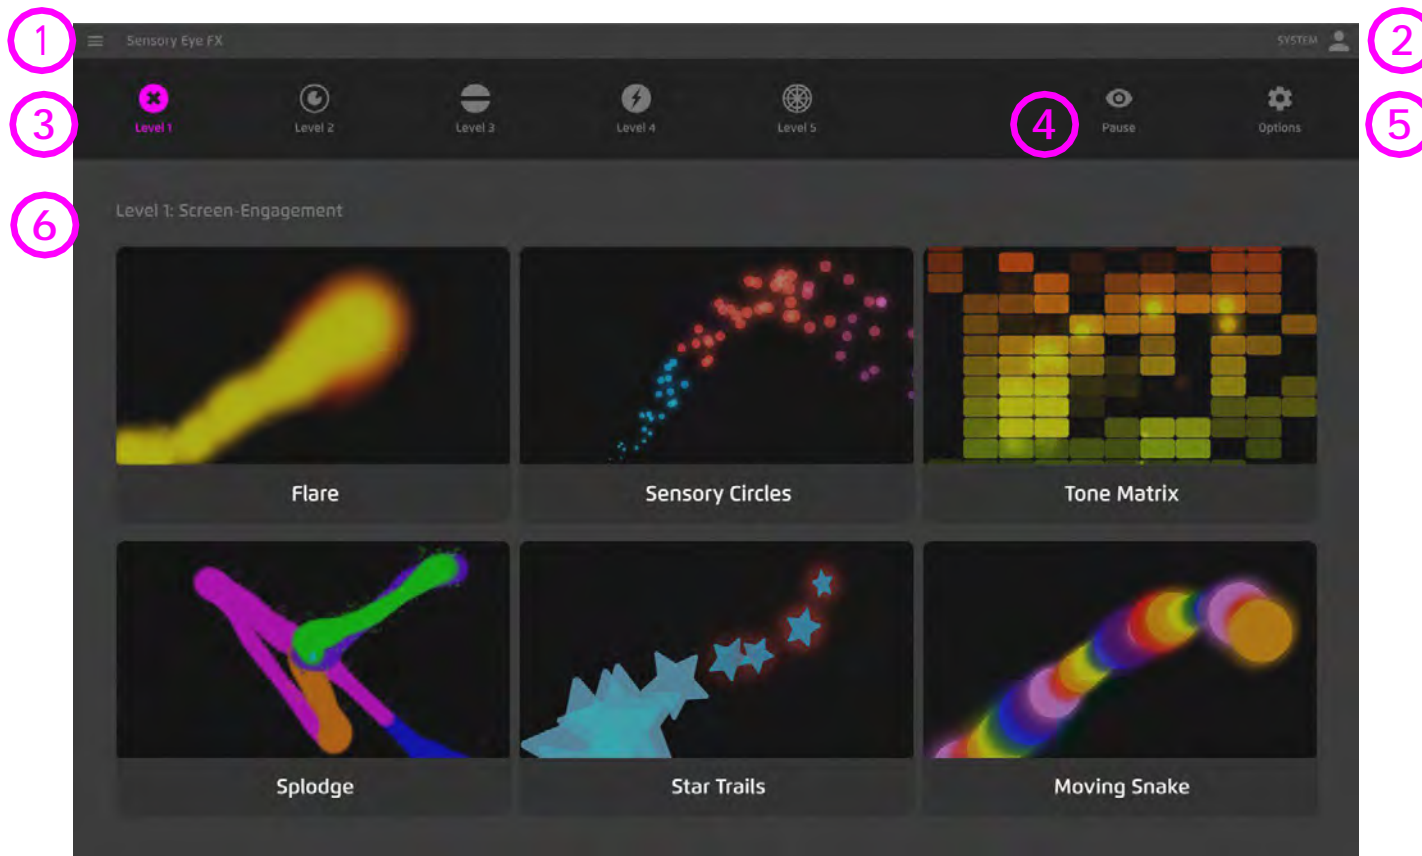 1 Sensory Eye FX SYSTEM 2
3 Level 1 Level 2 Level 3 Level 4 Level 5 4 Pause Options 5
6 Level 1: Screen-Engagement
Flare Sensory Circles Tone Matrix
Splodge Star Trails Moving Snake